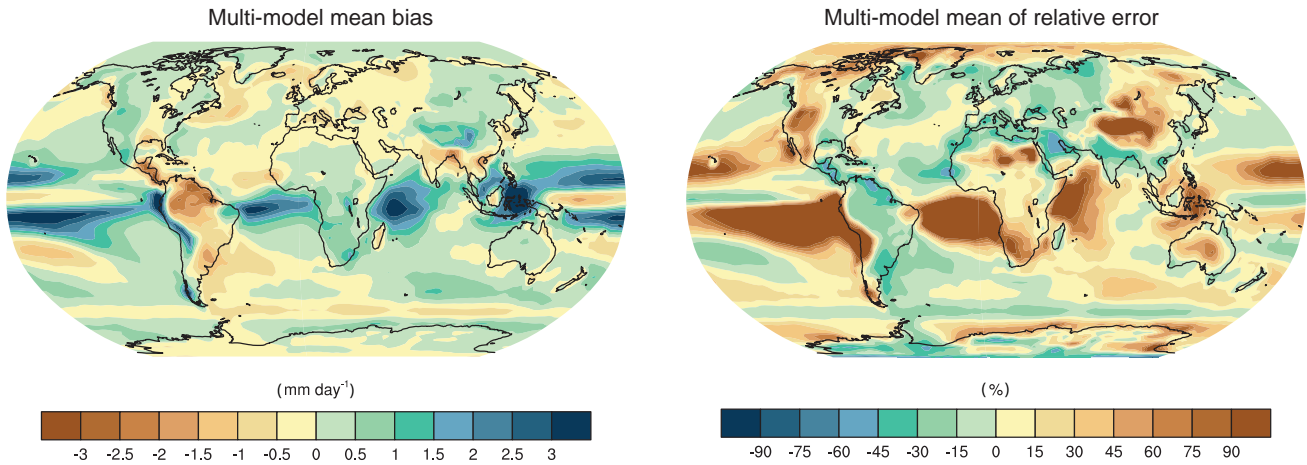 Multi-model mean bias
Multi-model mean of relative error
(mm day-1)
-3 -2.5 -2 -1.5 -1 -0.5 0 0.5 1 1.5 2 2.5 3
(%)
-90 -75 -60 -45 -30 -15 0 15 30 45 60 75 90